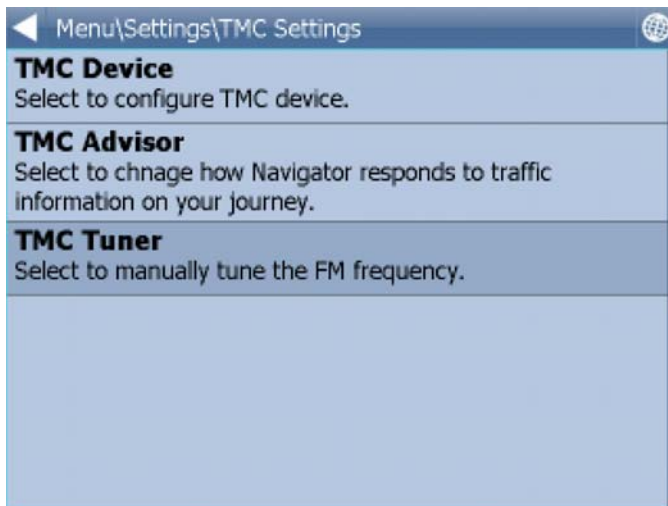 Menu\Settings\TMC Settings
TMC Device
Select to configure TMC device.
TMC Advisor
Select to chnage how Navigator responds to traffic
information on your journey.
TMC Tuner
Select to manually tune the FM frequency.